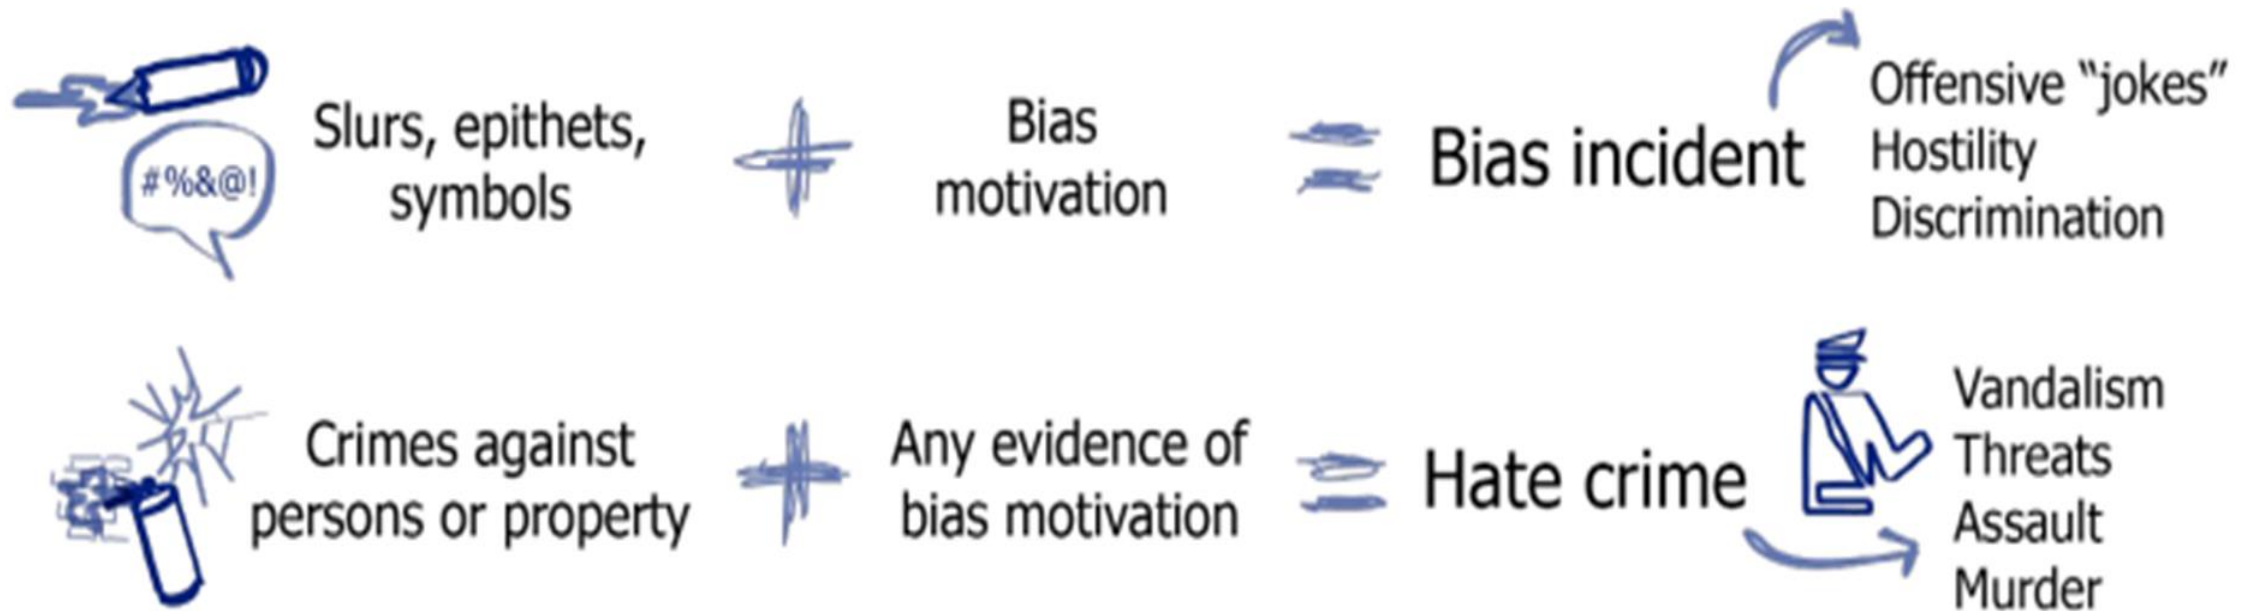 #%&@!
Slurs, epithets,
symbols
Bias
motivation
Bias incident
Offensive “jokes”
Hostility
Discrimination
Crimes against
persons or property
Any evidence of
bias motivation
Hate crime
Vandalism
Threats
Assault
Murder